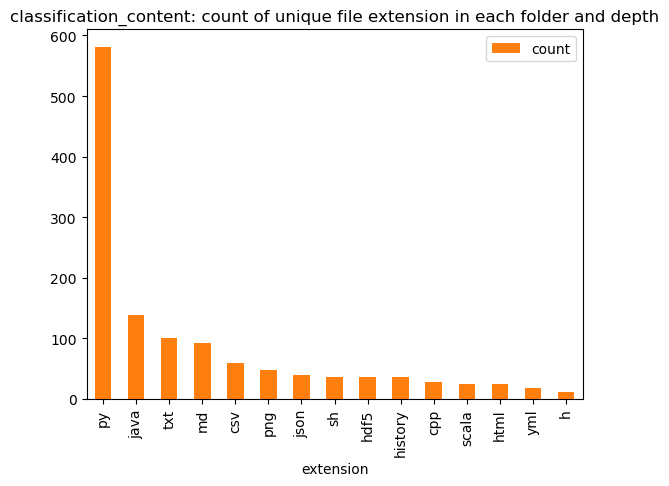 classification_content: count of unique file extension in each folder and depth
count
600
500
400
300
200
100
0
py
java
txt
md
csv
png
json
sh
hdf5
history
cpp
scala
html
yml
h
extension